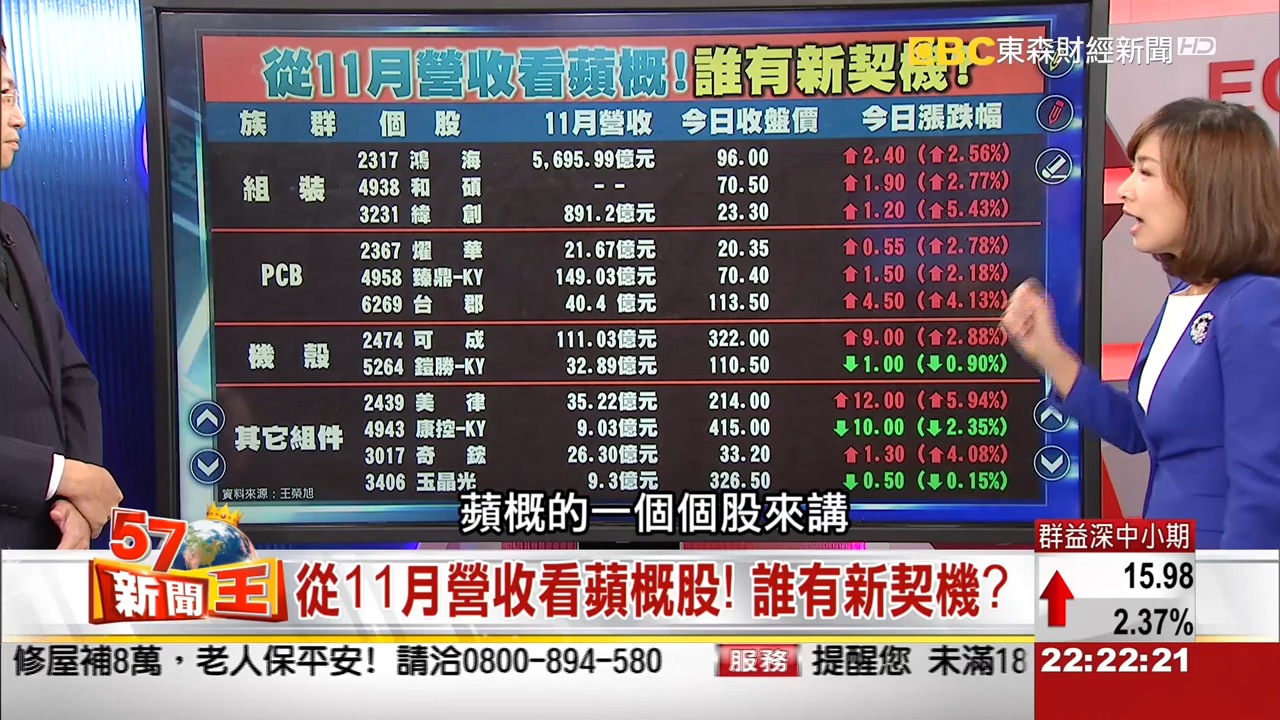 EBC 東森財經新聞 HD
從11月營收看蘋概!誰有新契機?
族群 個股 11月營收 今日收盤價 今日漲跌幅
組裝
2317 鴻海 5,695.99億元 96.00 ↑2.40 (↑2.56%)
4938 和碩 -- 70.50 ↑1.90 (↑2.77%)
3231 緯創 891.2億元 23.30 ↑1.20 (↑5.43%)
PCB
2367 燿華 21.67億元 20.35 ↑0.55 (↑2.78%)
4958 臻鼎-KY 149.03億元 70.40 ↑1.50 (↑2.18%)
6269 台郡 40.4億元 113.50 ↑4.50 (↑4.13%)
機殼
2474 可成 111.03億元 322.00 ↑9.00 (↑2.88%)
5264 鎧勝-KY 32.89億元 110.50 ↓1.00 (↓0.90%)
其它組件
2439 美律 35.22億元 214.00 ↑12.00 (↑5.94%)
4943 康控-KY 9.03億元 415.00 ↓10.00 (↓2.35%)
3017 奇鋐 26.30億元 33.20 ↑1.30 (↑4.08%)
3406 玉晶光 9.3億元 326.50 ↓0.50 (↓0.15%)
資料來源：王榮旭
蘋概的一個個股來講
57新聞王
從11月營收看蘋概股!誰有新契機?
群益深中小期
15.98
2.37%
修屋補8萬，老人保平安! 請洽0800-894-580 服務 提醒您 未滿18
22:22:21